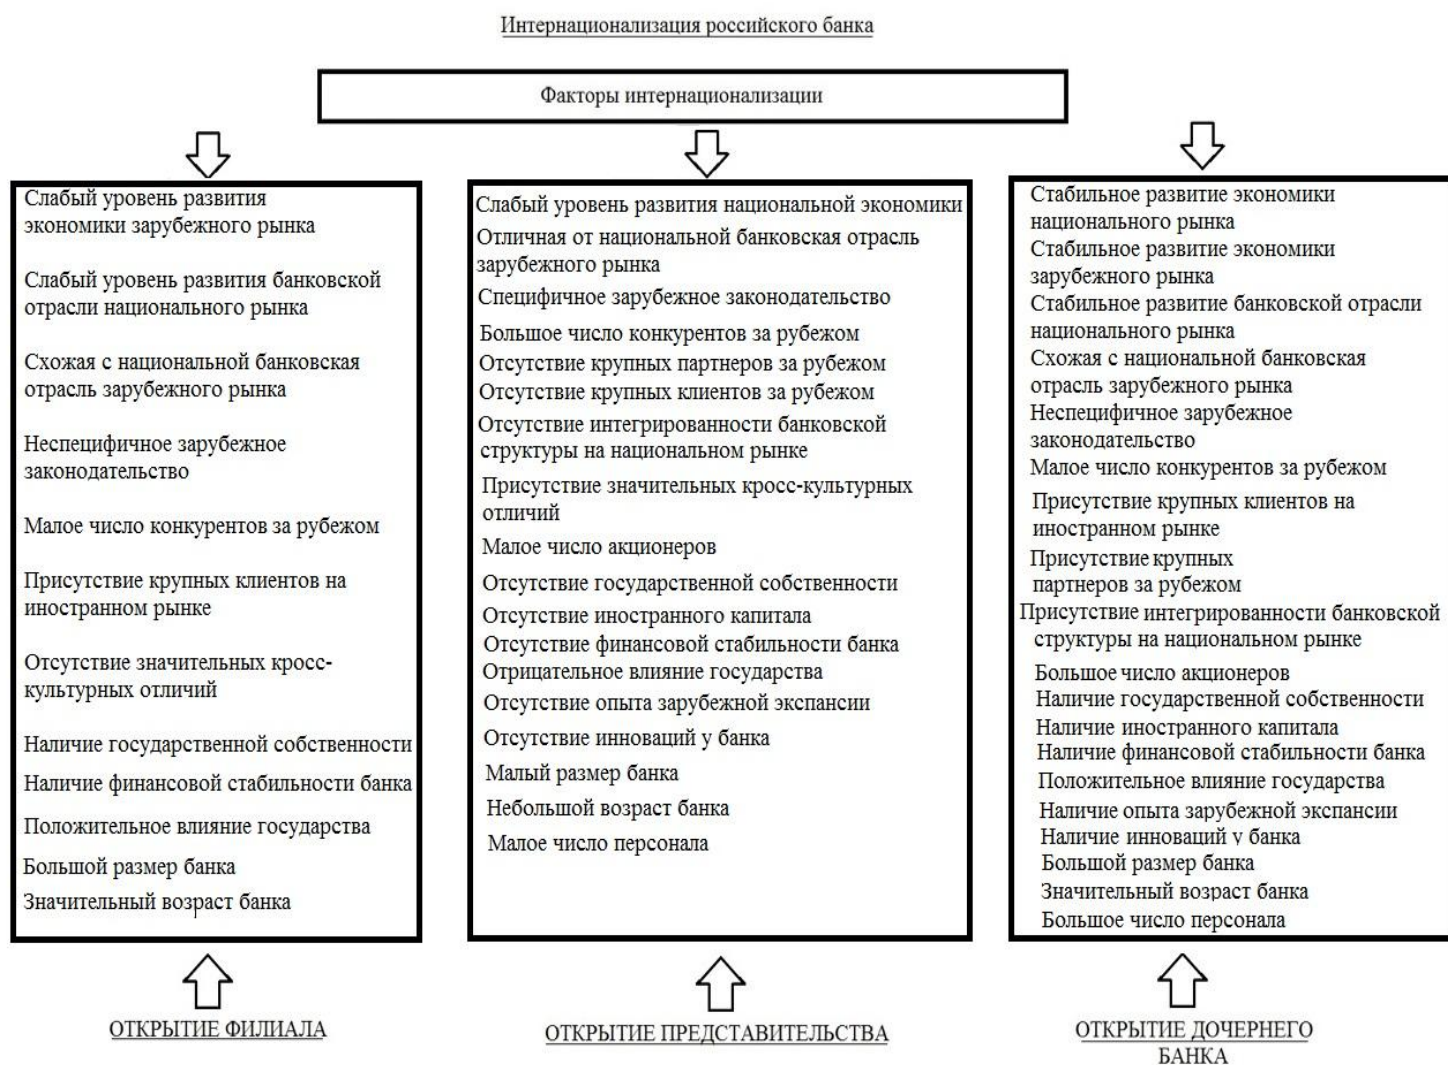 Интернационализация российского банка
Факторы интернационализации
Слабый уровень развития
экономики зарубежного рынка
Слабый уровень развития банковской
отрасли национального рынка
Схожая с национальной банковская
отрасль зарубежного рынка
Неспецифичное зарубежное
законодательство
Малое число конкурентов за рубежом
Присутствие крупных клиентов на
иностранном рынке
Отсутствие значительных кросс-
культурных отличий
Наличие государственной собственности
Наличие финансовой стабильности банка
Положительное влияние государства
Большой размер банка
Значительный возраст банка
ОТКРЫТИЕ ФИЛИАЛА
Слабый уровень развития национальной экономики
Отличная от национальной банковская отрасль
зарубежного рынка
Специфичное зарубежное законодательство
Большое число конкурентов за рубежом
Отсутствие крупных партнеров за рубежом
Отсутствие крупных клиентов за рубежом
Отсутствие интегрированности банковской
структуры на национальном рынке
Присутствие значительных кросс-культурных
отличий
Малое число акционеров
Отсутствие государственной собственности
Отсутствие иностранного капитала
Отсутствие финансовой стабильности банка
Отрицательное влияние государства
Отсутствие опыта зарубежной экспансии
Отсутствие инноваций у банка
Малый размер банка
Небольшой возраст банка
Малое число персонала
ОТКРЫТИЕ ПРЕДСТАВИТЕЛЬСТВА
Стабильное развитие экономики
национального рынка
Стабильное развитие экономики
зарубежного рынка
Стабильное развитие банковской отрасли
национального рынка
Схожая с национальной банковская
отрасль зарубежного рынка
Неспецифичное зарубежное
законодательство
Малое число конкурентов за рубежом
Присутствие крупных клиентов на
иностранном рынке
Присутствие крупных
партнеров за рубежом
Присутствие интегрированности банковской
структуры на национальном рынке
Большое число акционеров
Наличие государственной собственности
Наличие иностранного капитала
Наличие финансовой стабильности банка
Положительное влияние государства
Наличие опыта зарубежной экспансии
Наличие инноваций у банка
Большой размер банка
Значительный возраст банка
Большое число персонала
ОТКРЫТИЕ ДОЧЕРНЕГО
БАНКА